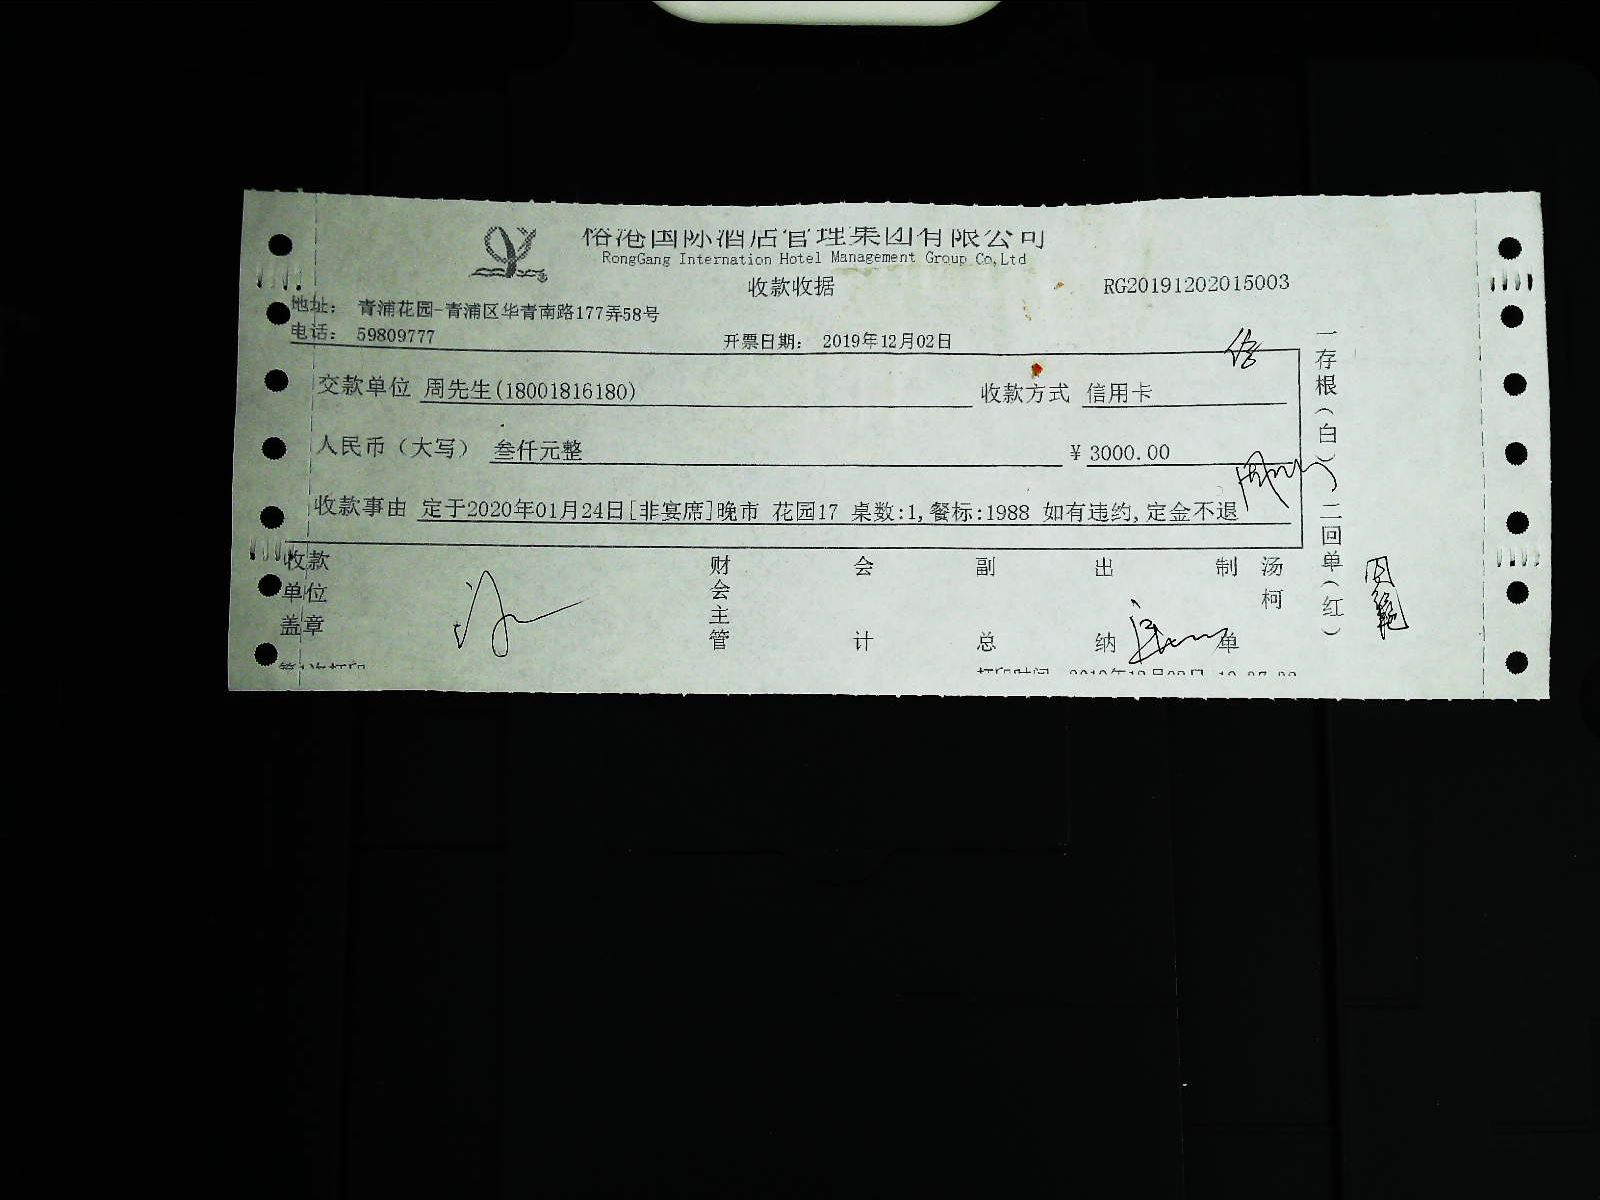 裕港国际酒店管理集团有限公司
RongGang Internation Hotel Management Group Co,Ltd
收款收据
RG20191202015003
地址: 青浦花园-青浦区华青南路177弄58号
电话: 59809777
开票日期: 2019年12月02日
交款单位 周先生(18001816180)
收款方式 信用卡
人民币（大写） 叁仟元整
¥ 3000.00
收款事由 定于2020年01月24日[非宴席]晚市 花园17 桌数:1,餐标:1988 如有违约,定金不退
收款单位盖章
财会主管
会计
副总
出纳
制单
汤柯
一存根(白) 二回单(红)